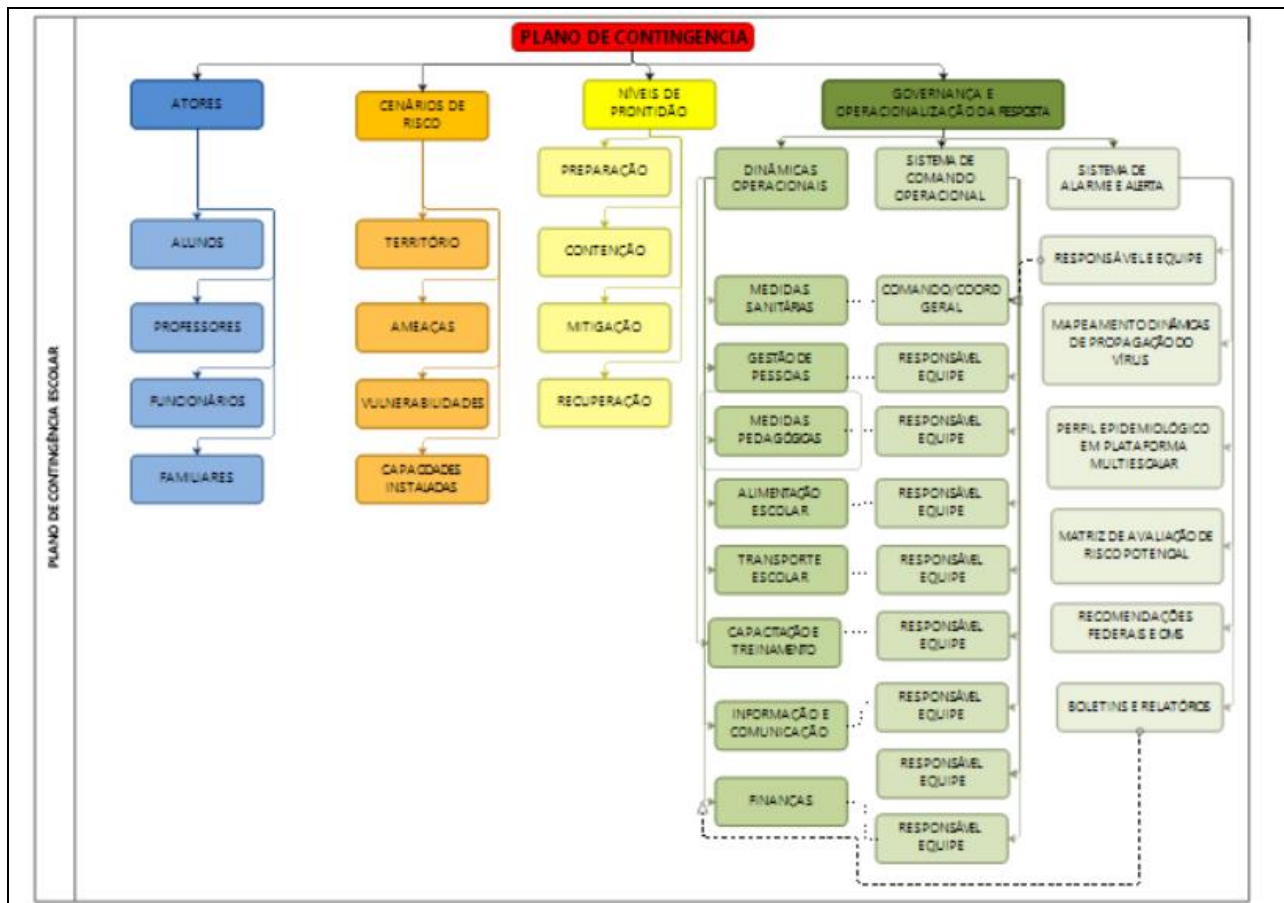 PLANO DE CONTINGENCIA
ATORES
CENÁRIOS DE
RISCO
NÍVEIS DE
PRONTIDÃO
GOVERNANÇA E
OPERACIONALIZAÇÃO DA RESPOSTA
ALUNOS
PROFESSORES
FUNCIONÁRIOS
FAMILIARES
TERRITÓRIO
AMEAÇAS
VULNERABILIDADES
CAPACIDADES
INSTALADAS
PREPARAÇÃO
CONTENÇÃO
MITIGAÇÃO
RECUPERAÇÃO
DINÂMICAS
OPERACIONAIS
MEDIDAS
SANITÁRIAS
GESTÃO DE
PESSOAS
MEDIDAS
PEDAGÓGICAS
ALIMENTAÇÃO
ESCOLAR
TRANSPORTE
ESCOLAR
CAPACITAÇÃO E
TREINAMENTO
INFORMAÇÃO E
COMUNICAÇÃO
FINANÇAS
SISTEMA DE
COMANDO
OPERACIONAL
COMANDO/COORD
GERAL
RESPONSÁVEL
EQUIPE
RESPONSÁVEL
EQUIPE
RESPONSÁVEL
EQUIPE
RESPONSÁVEL
EQUIPE
RESPONSÁVEL
EQUIPE
RESPONSÁVEL
EQUIPE
RESPONSÁVEL
EQUIPE
RESPONSÁVEL
EQUIPE
SISTEMA DE
ALARME E ALERTA
RESPONSÁVEL E EQUIPE
MAPEAMENTO DINÂMICAS
DE PROPAGAÇÃO DO
VÍRUS
PERFIL EPIDEMIOLÓGICO
EM PLATAFORMA
MULTIESCALAR
MATRIZ DE AVALIAÇÃO DE
RISCO POTENCIAL
RECOMENDAÇÕES
FEDERAIS E OMS
BOLETINS E RELATÓRIOS
PLANO DE CONTINGÊNCIA ESCOLAR